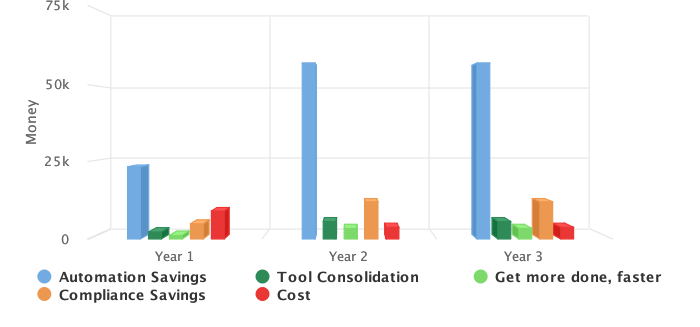 75k
50k
25k
0
Money
Year 1 Year 2 Year 3
Automation Savings Tool Consolidation Get more done, faster
Compliance Savings Cost